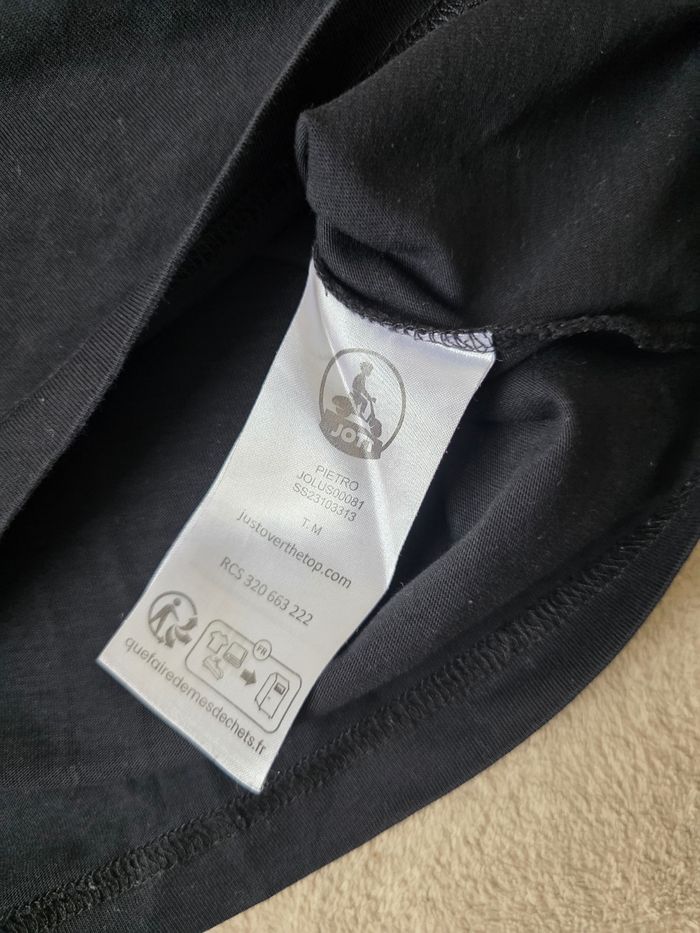 JOTT
PIETRO
JOLUS00081
SS23103313
T. M
justoverthetop.com
RCS 320 663 222
FR
quefairedemesdechets.fr